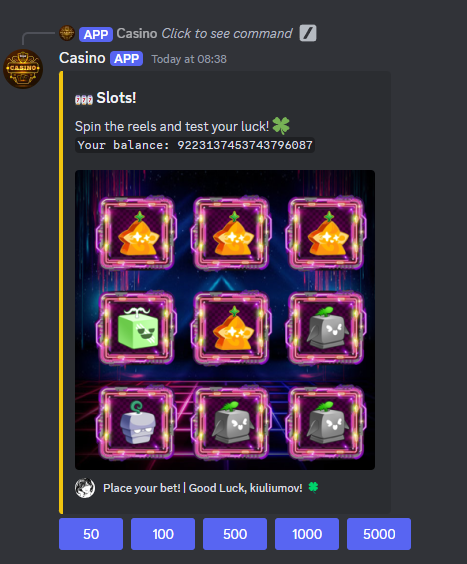 APP Casino Click to see command
CASINO
Casino APP Today at 08:38
Slots!
Spin the reels and test your luck!
Your balance: 9223137453743796087
Place your bet! | Good Luck, kiuliumov!
50 100 500 1000 5000